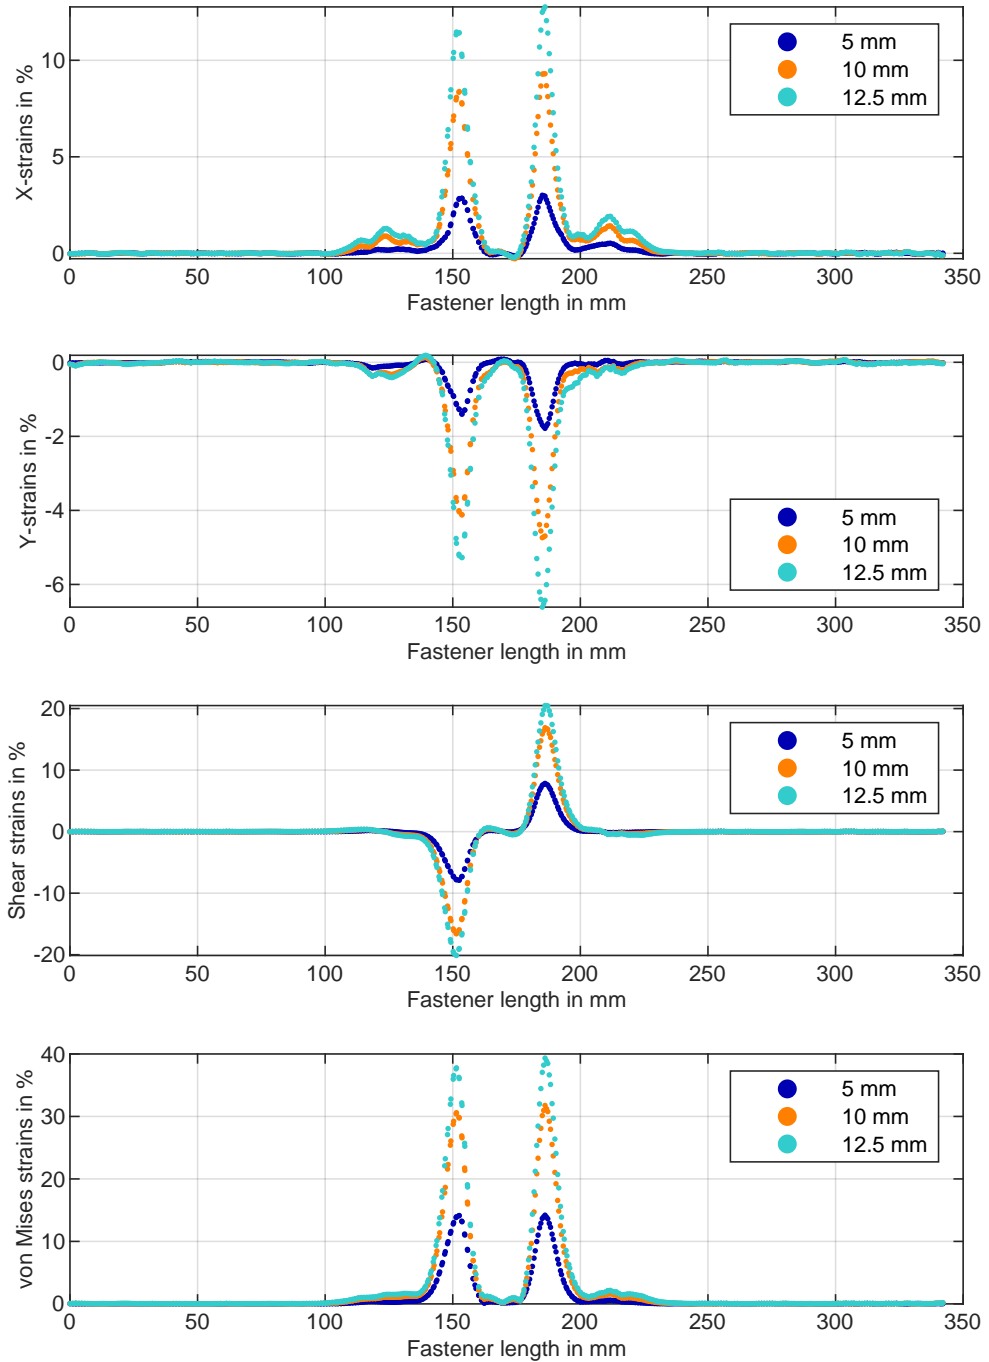 X-strains in %
10
5
0
5 mm
10 mm
12.5 mm
0 50 100 150 200 250 300 350
Fastener length in mm
Y-strains in %
0
-2
-4
-6
5 mm
10 mm
12.5 mm
0 50 100 150 200 250 300 350
Fastener length in mm
Shear strains in %
20
10
0
-10
-20
5 mm
10 mm
12.5 mm
0 50 100 150 200 250 300 350
Fastener length in mm
von Mises strains in %
40
30
20
10
0
5 mm
10 mm
12.5 mm
0 50 100 150 200 250 300 350
Fastener length in mm